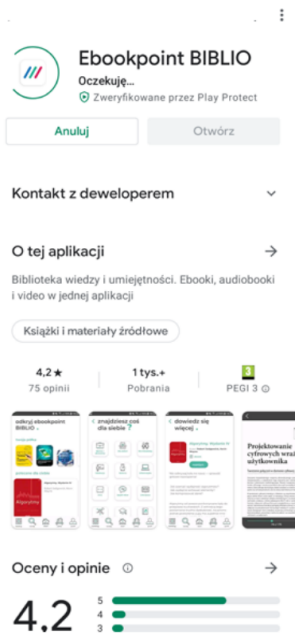 Ebookpoint BIBLIO
Oczekuję...
Zweryfikowane przez Play Protect
Anuluj
Otwórz
Kontakt z deweloperem
O tej aplikacji
Biblioteka wiedzy i umiejętności. Ebooki, audiobooki
i video w jednej aplikacji
Książki i materiały źródłowe
4,2★
75 opinii
1 tys.+
Pobrania
3
PEGI 3
odkryj ebookpoint
BIBLIO
znajdziesz coś
dla siebie ?
dowiedz się
więcej
Projektowanie
cyfrowych wraż
użytkownika
Oceny i opinie
4,2
5
4
3